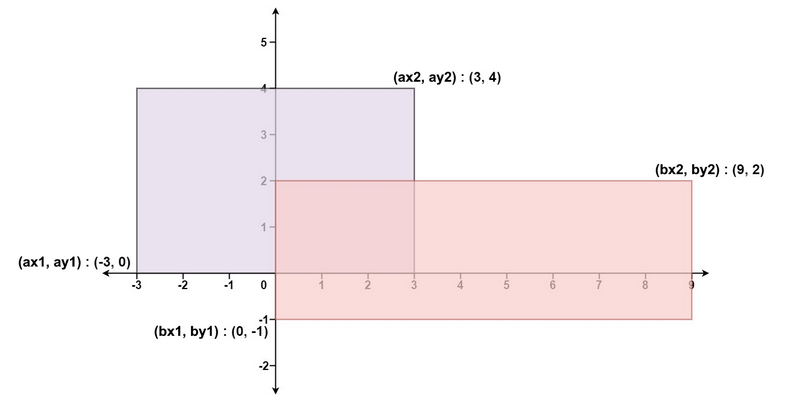 5
(ax2, ay2) : (3, 4)
4
3
(bx2, by2) : (9, 2)
2
1
(ax1, ay1) : (-3, 0)
-3 -2 -1 0 1 2 3 4 5 6 7 8 9
-1
(bx1, by1) : (0, -1)
-2